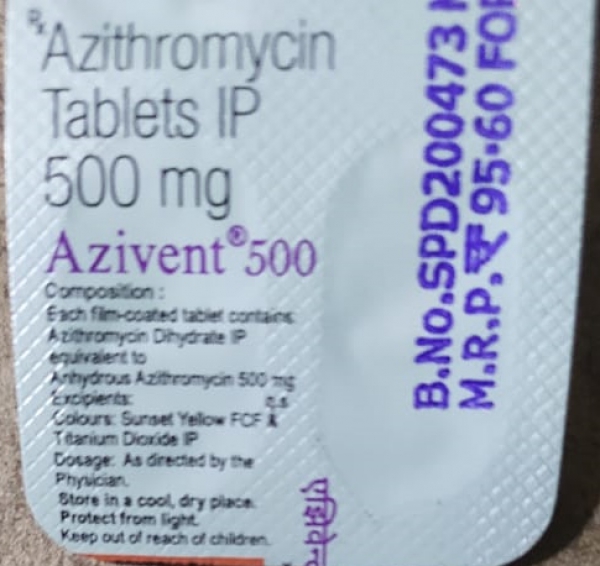 Rx
Azithromycin
Tablets IP
500 mg
Azivent® 500
Composition :
Each film-coated tablet contains:
Azithromycin Dihydrate IP
equivalent to
Anhydrous Azithromycin 500 mg
Excipients: q.s
Colours: Sunset Yellow FCF &
Titanium Dioxide IP
Dosage: As directed by the
Physician.
Store in a cool, dry place.
Protect from light.
Keep out of reach of children.
B.No.SPD200473
M.R.P.₹ 95·60 FOR